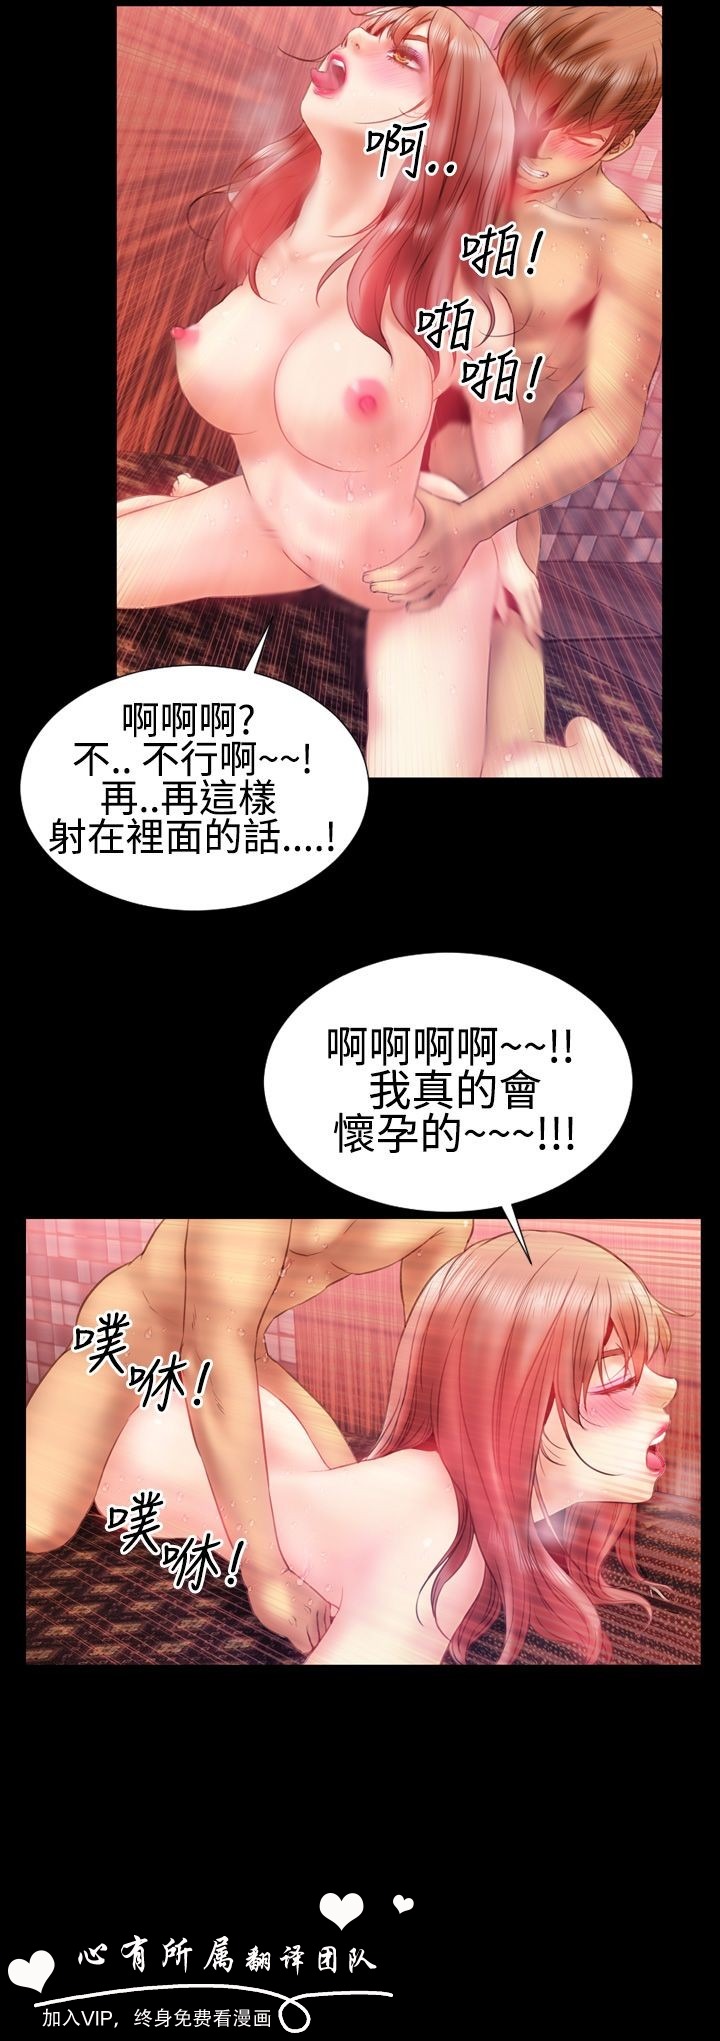 啊..
啪!
啪
啪!
啊啊啊?
不.. 不行啊~~!
再..再這樣
射在裡面的話....!
啊啊啊啊~~!!
我真的會
懷孕的~~~!!!
噗
咻!
噗
咻!
心有所属翻译团队
加入VIP，终身免费看漫画